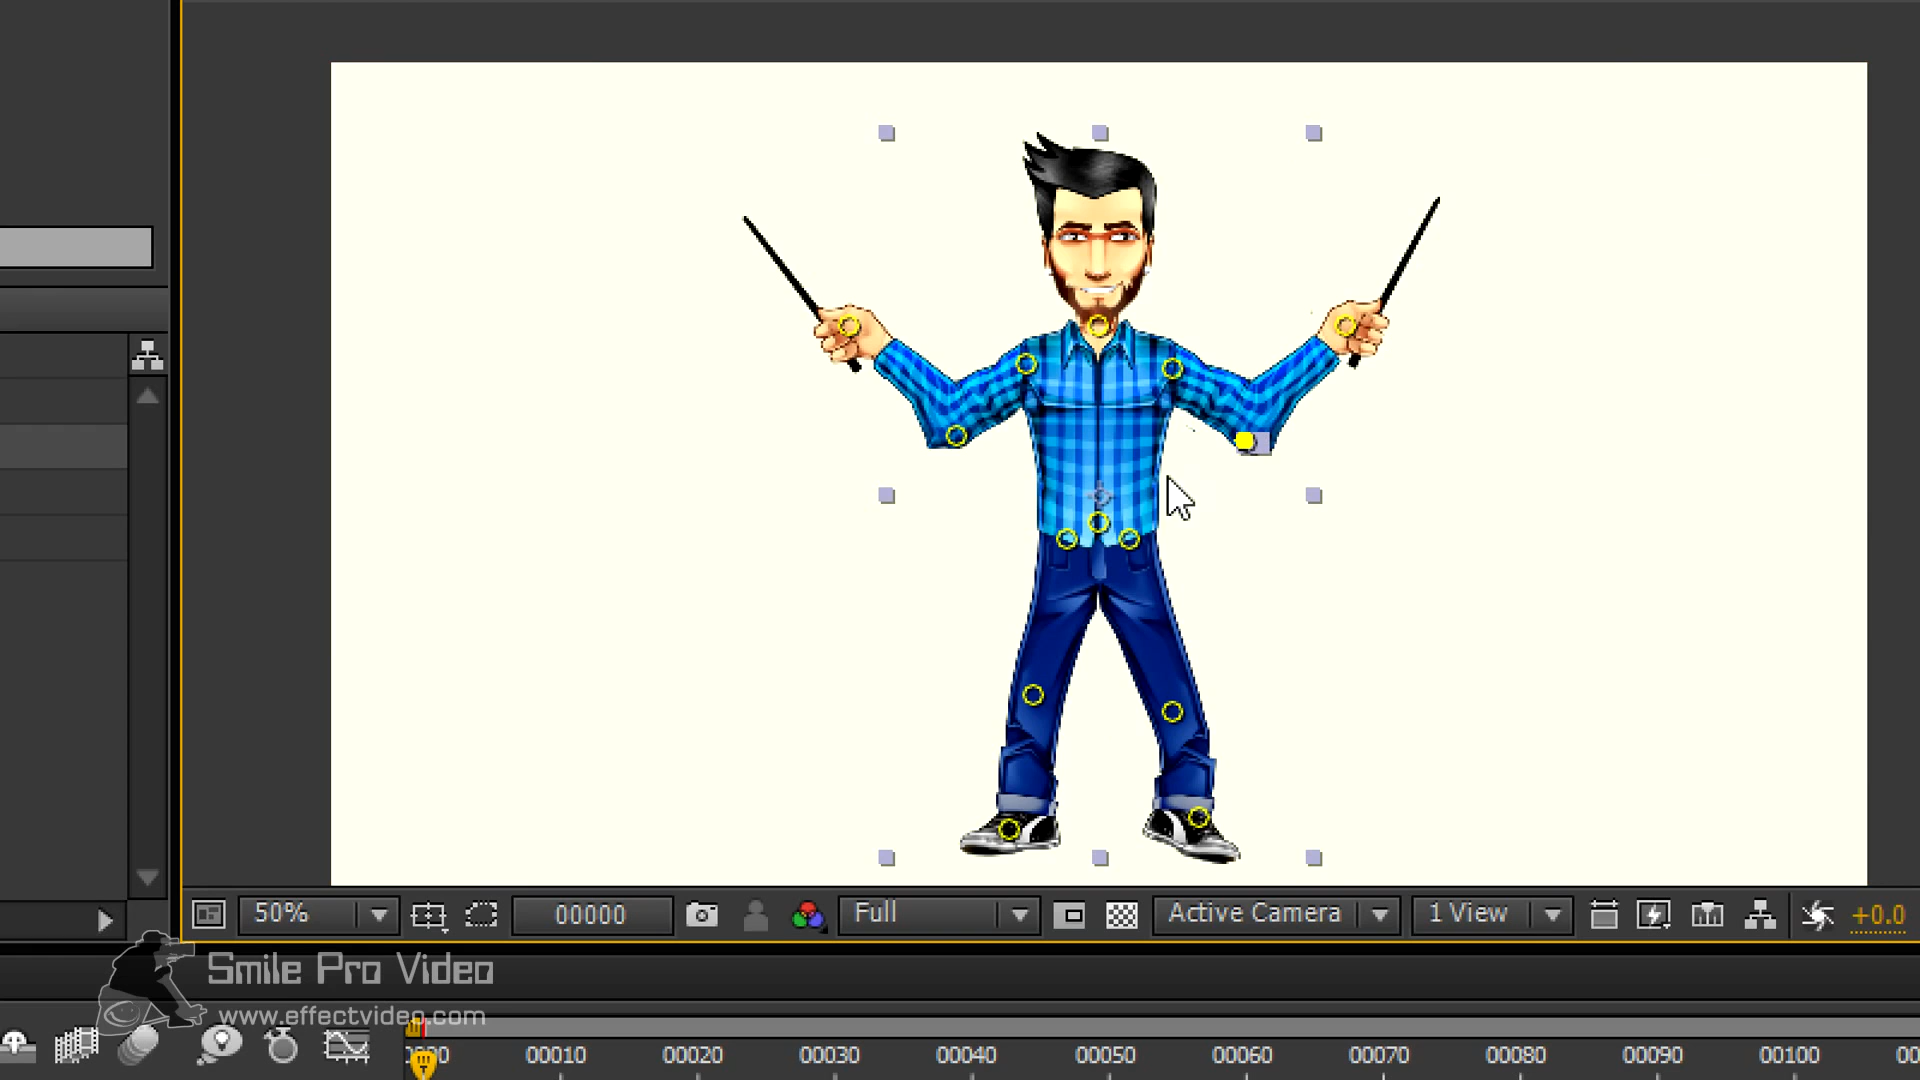 50%
00000
Full
Active Camera
1 View
+0.0
Smile Pro Video
www.effectvideo.com
00010
00020
00030
00040
00050
00060
00070
00080
00090
00100